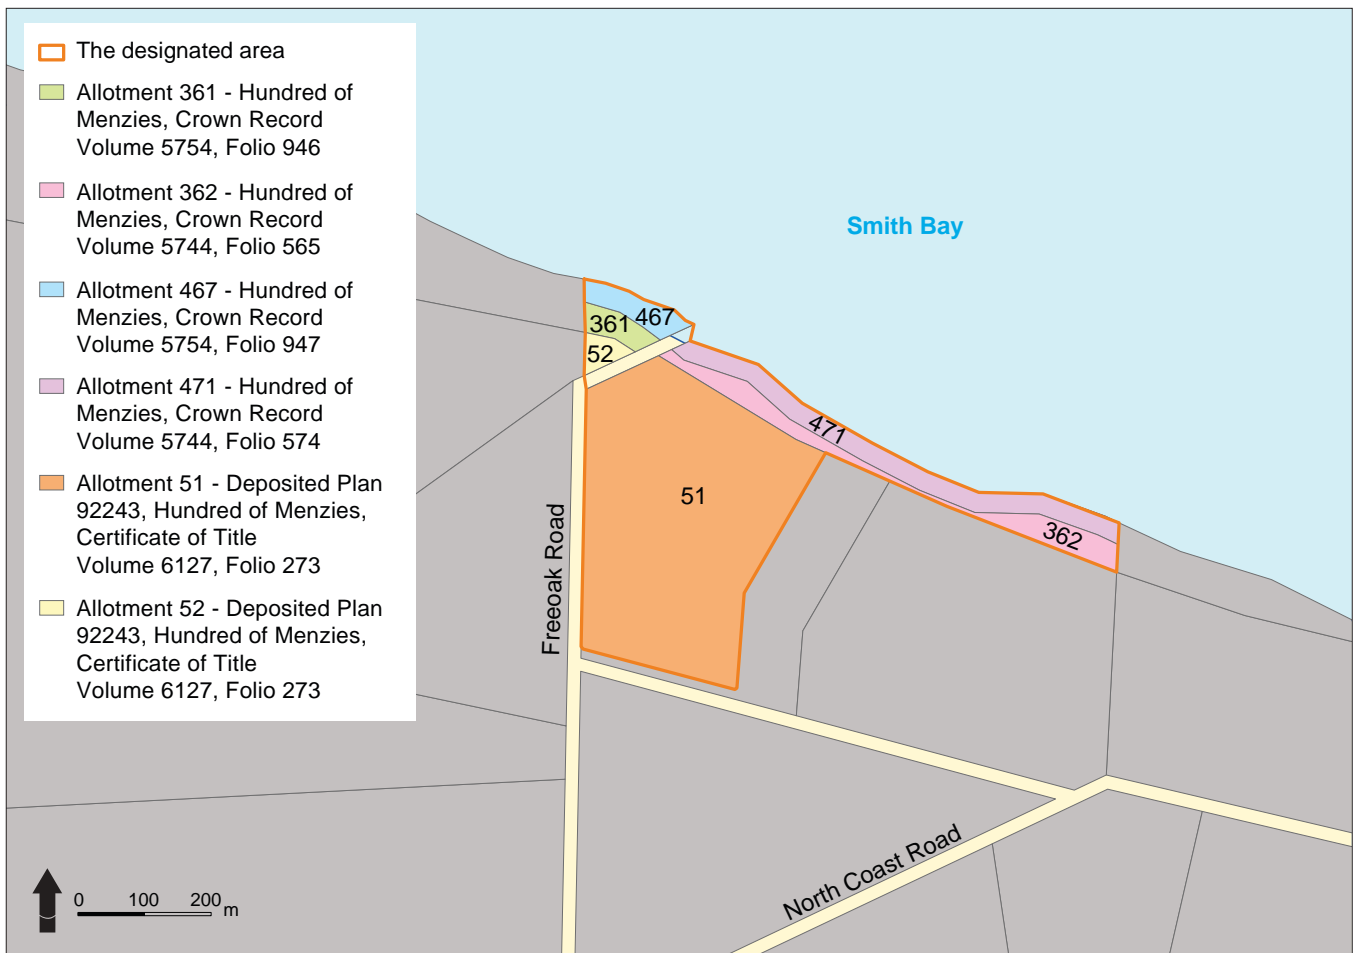 The designated area
Allotment 361 - Hundred of
Menzies, Crown Record
Volume 5754, Folio 946
Allotment 362 - Hundred of
Menzies, Crown Record
Volume 5744, Folio 565
Allotment 467 - Hundred of
Menzies, Crown Record
Volume 5754, Folio 947
Allotment 471 - Hundred of
Menzies, Crown Record
Volume 5744, Folio 574
Allotment 51 - Deposited Plan
92243, Hundred of Menzies,
Certificate of Title
Volume 6127, Folio 273
Allotment 52 - Deposited Plan
92243, Hundred of Menzies,
Certificate of Title
Volume 6127, Folio 273
Smith Bay
467
361
52
471
51
362
Freeoak Road
North Coast Road
0 100 200 m